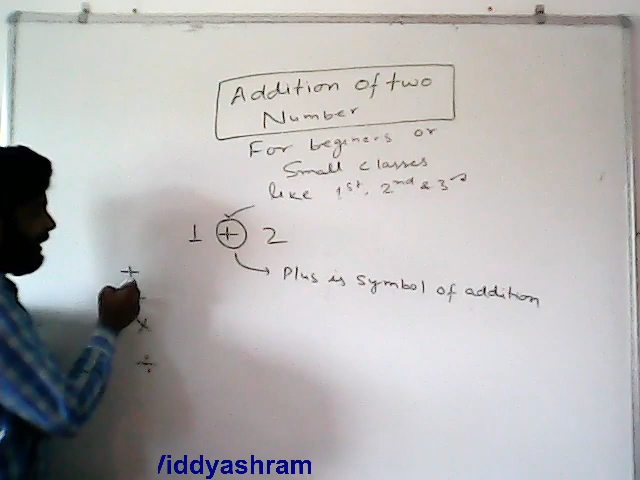 Addition of two
Number
For beginers or
Small classes
like 1st, 2nd & 3rd
1 + 2
Plus is symbol of addition
+
-
×
÷
/iddyashram